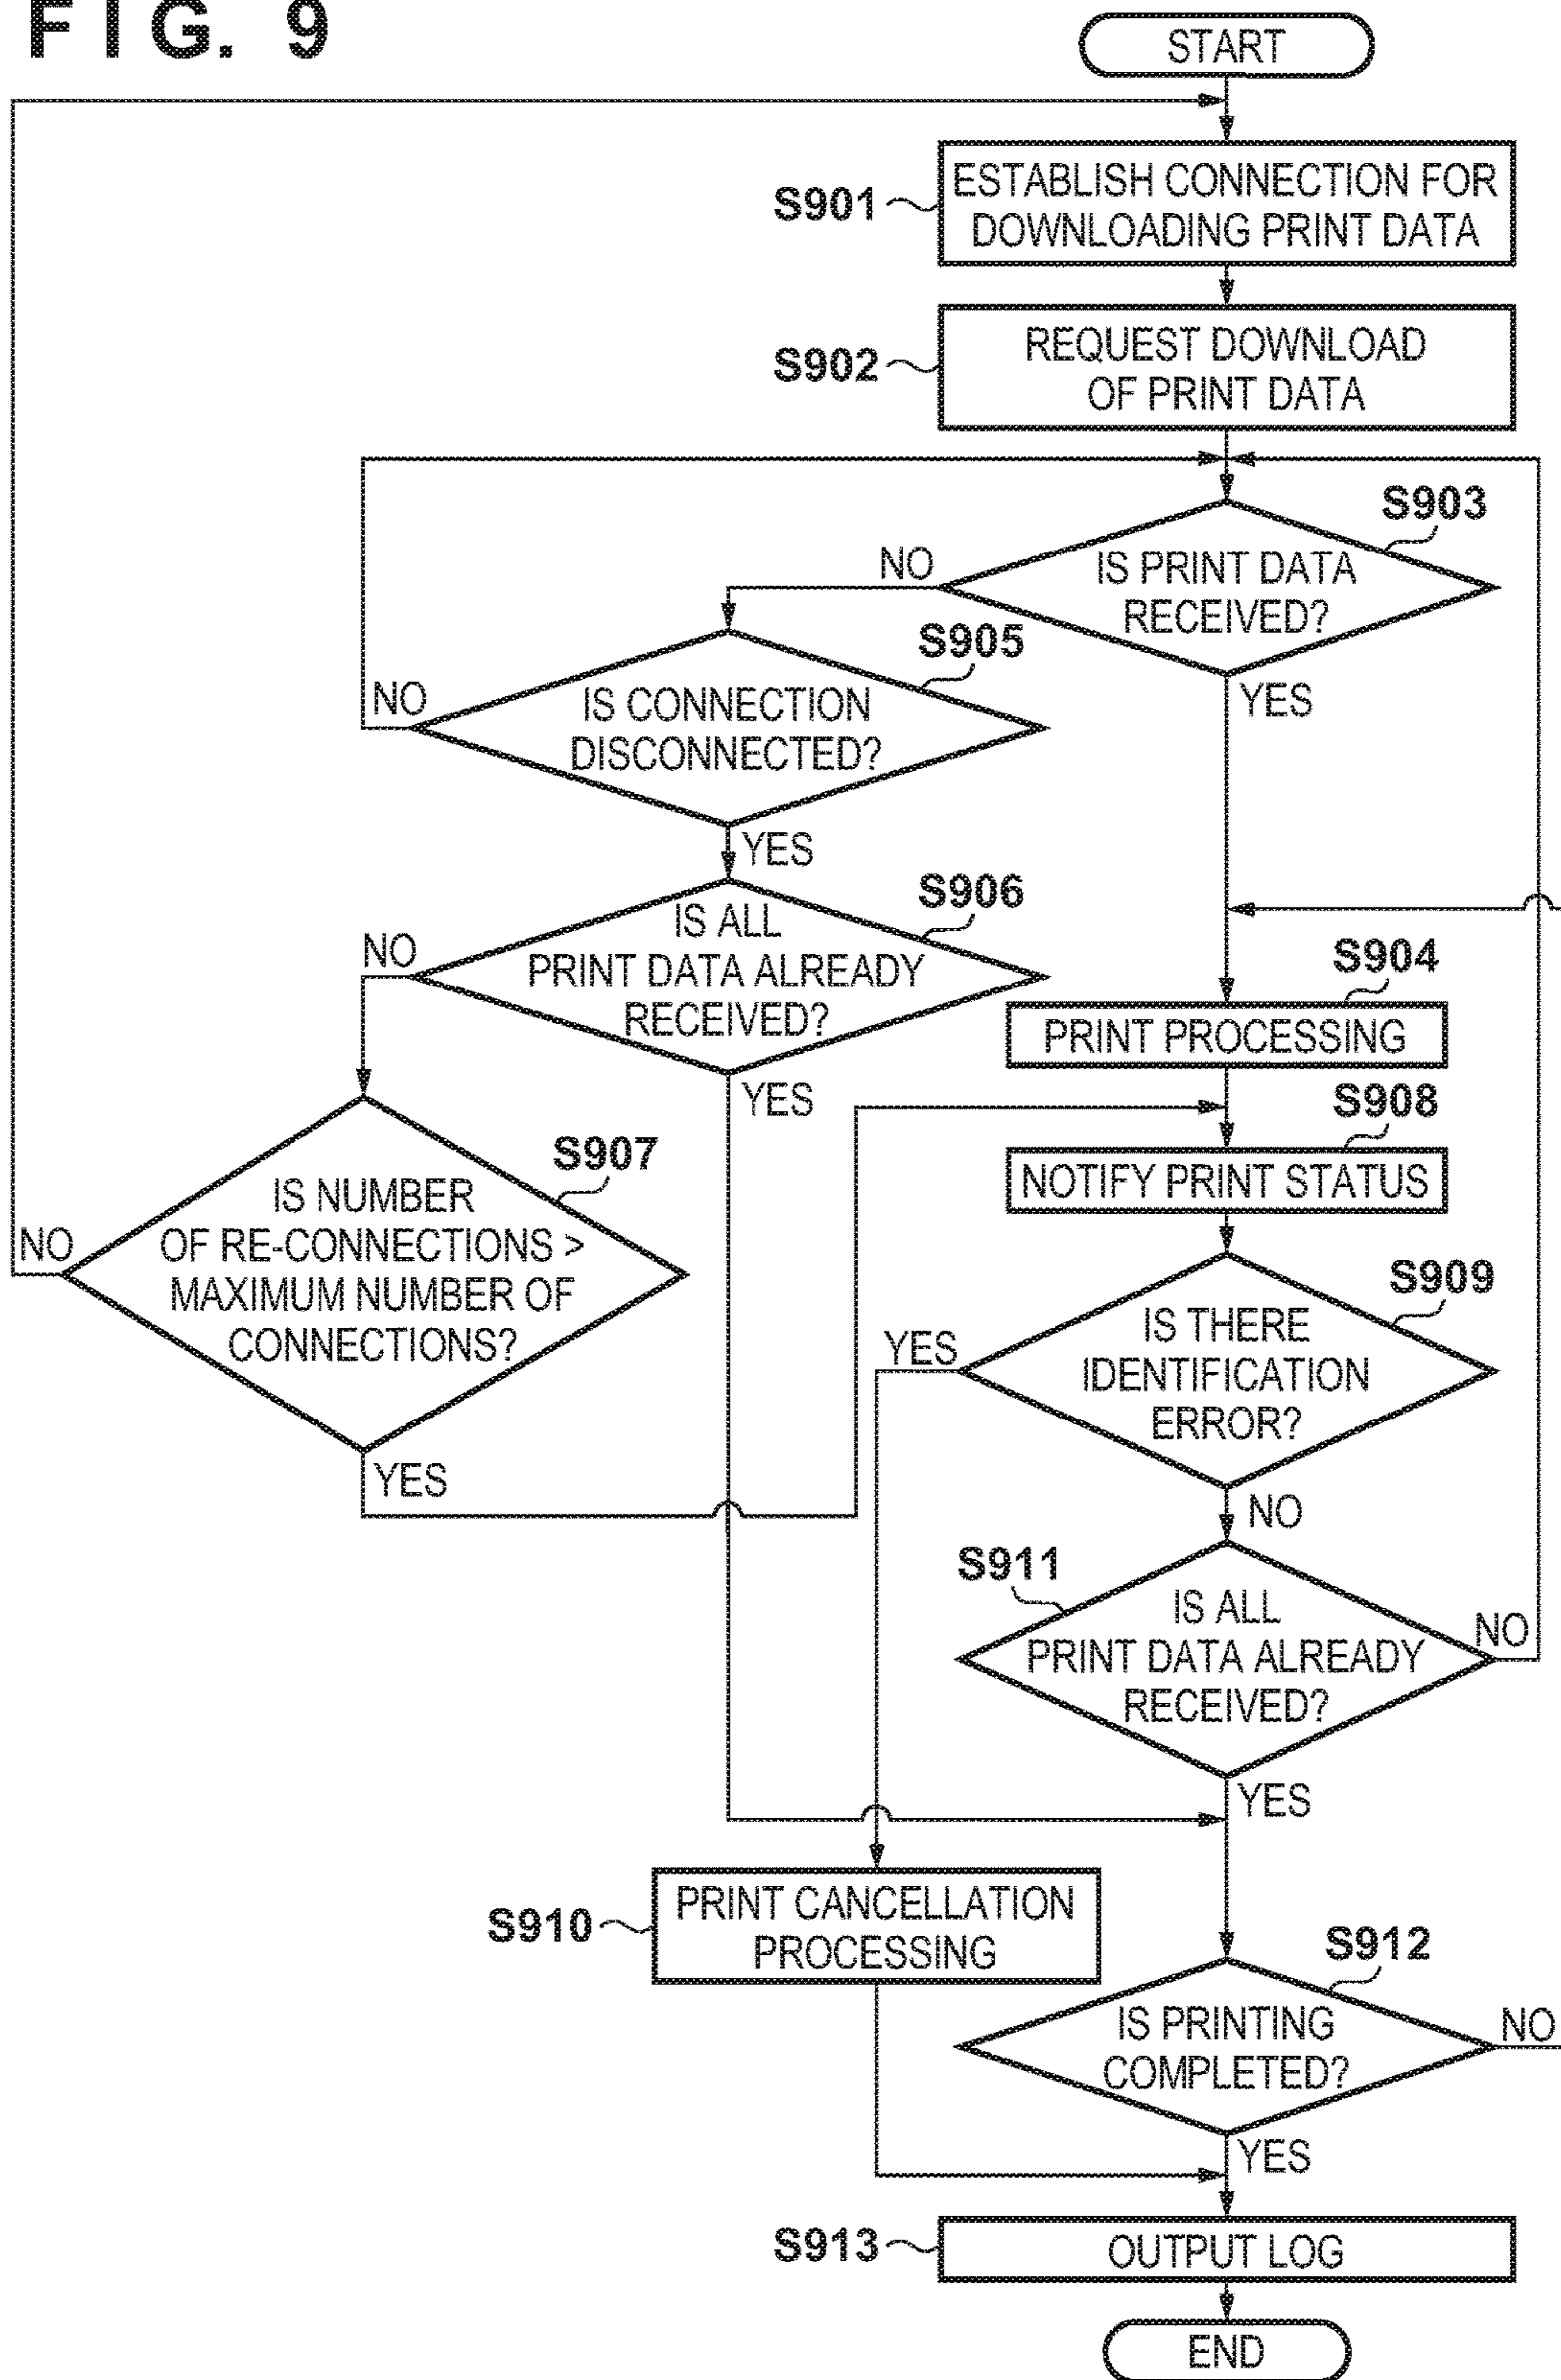 FIG. 9
START
S901
ESTABLISH CONNECTION FOR
DOWNLOADING PRINT DATA
S902
REQUEST DOWNLOAD
OF PRINT DATA
S903
IS PRINT DATA
RECEIVED?
NO
YES
S905
IS CONNECTION
DISCONNECTED?
NO
YES
S906
IS ALL
PRINT DATA ALREADY
RECEIVED?
NO
YES
S904
PRINT PROCESSING
S907
IS NUMBER
OF RE-CONNECTIONS >
MAXIMUM NUMBER OF
CONNECTIONS?
NO
YES
S908
NOTIFY PRINT STATUS
S909
IS THERE
IDENTIFICATION
ERROR?
YES
NO
S911
IS ALL
PRINT DATA ALREADY
RECEIVED?
NO
YES
S910
PRINT CANCELLATION
PROCESSING
S912
IS PRINTING
COMPLETED?
NO
YES
S913
OUTPUT LOG
END